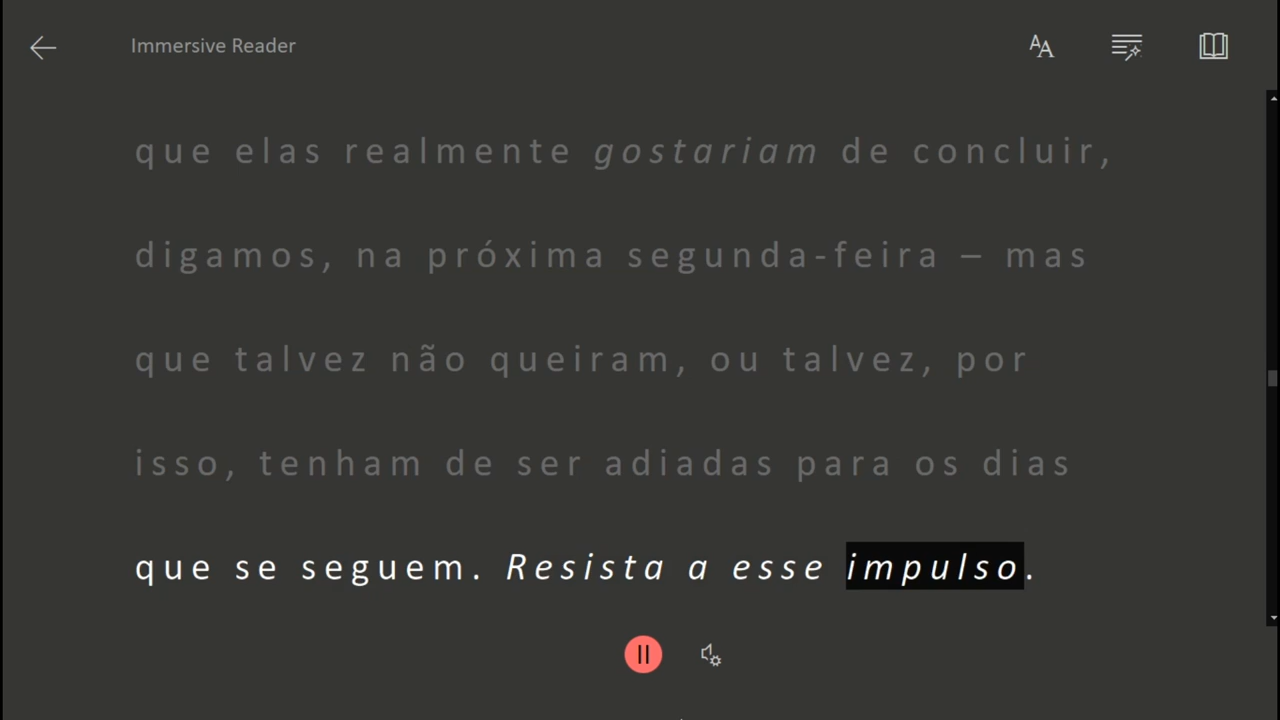 Immersive Reader
que elas realmente gostariam de concluir,
digamos, na próxima segunda-feira – mas
que talvez não queiram, ou talvez, por
isso, tenham de ser adiadas para os dias
que se seguem. Resista a esse impulso.